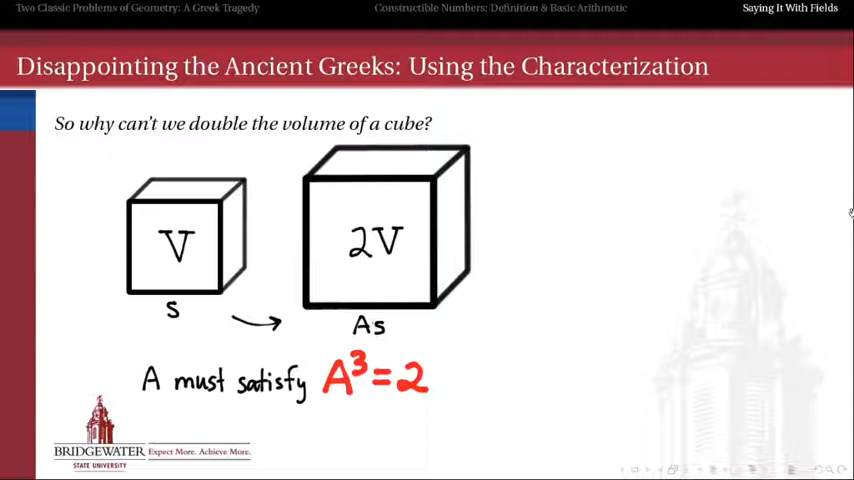 Two Classic Problems of Geometry: A Greek Tragedy
Constructible Numbers: Definition & Basic Arithmetic
Saying It With Fields
Disappointing the Ancient Greeks: Using the Characterization
So why can't we double the volume of a cube?
V
2V
s
As
A must satisfy A³=2
BRIDGEWATER
STATE UNIVERSITY
Expect More. Achieve More.